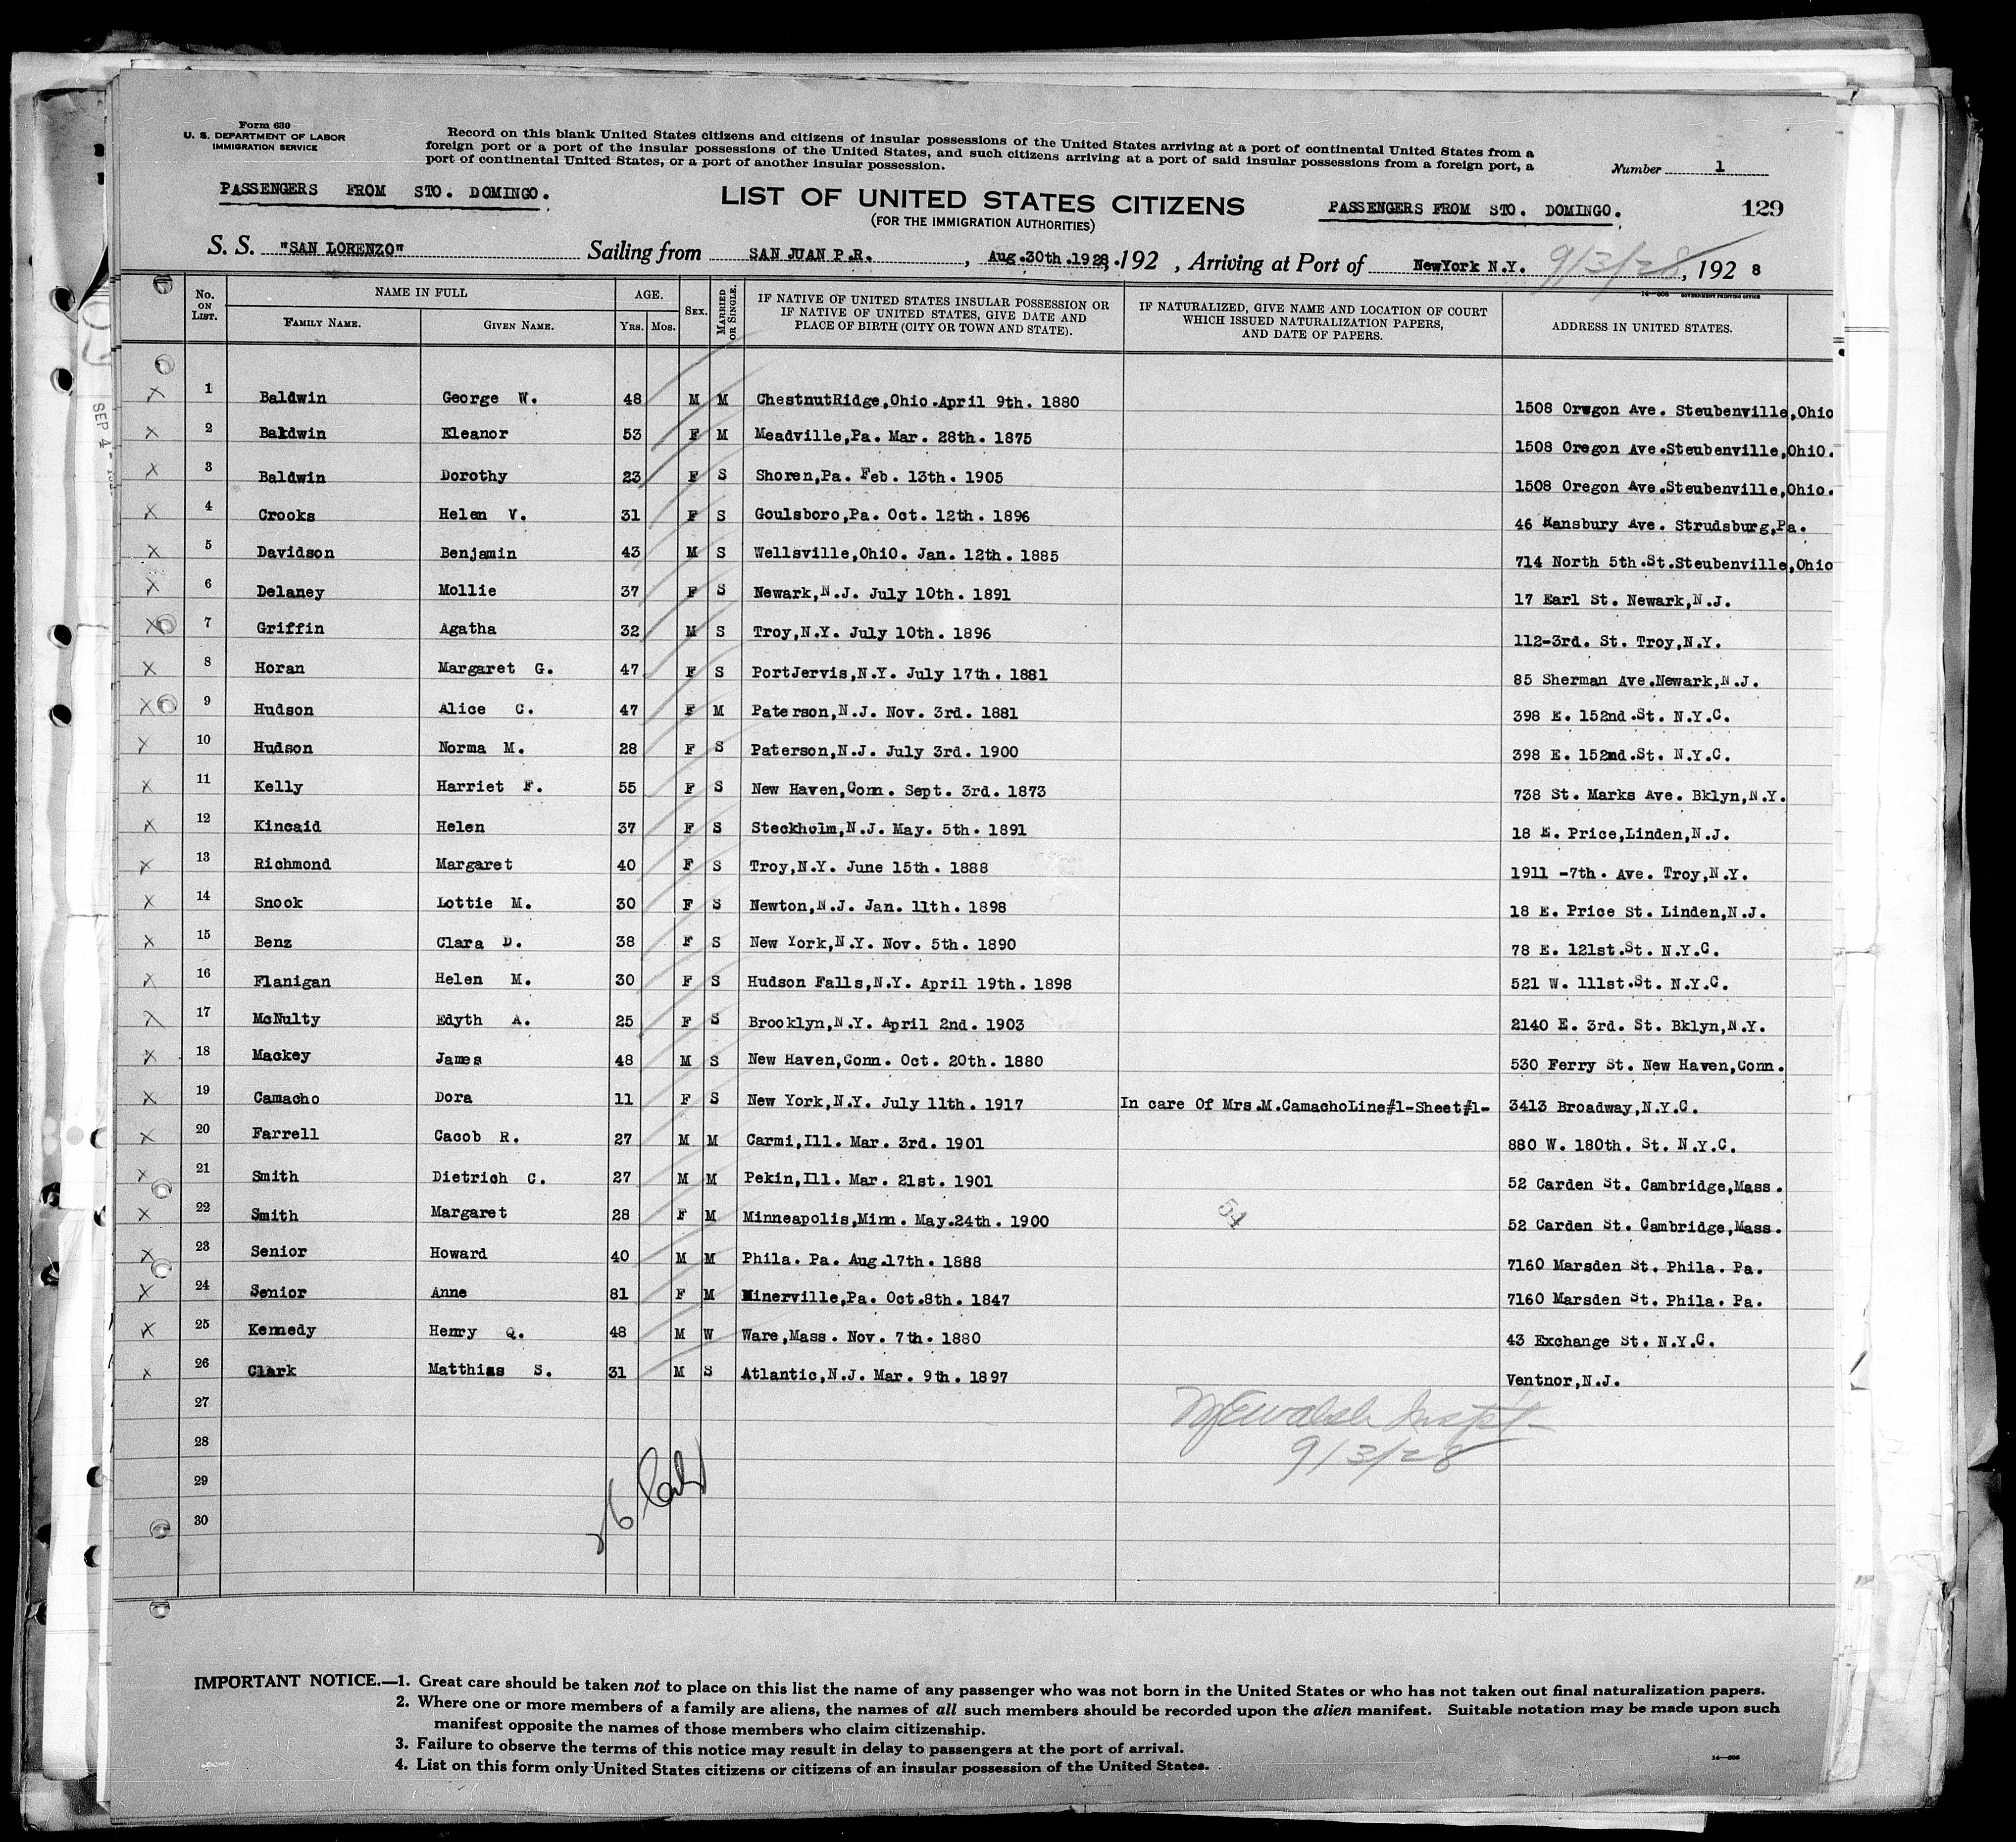 Form 630
U. S. DEPARTMENT OF LABOR
IMMIGRATION SERVICE
Record on this blank United States citizens and citizens of insular possessions of the United States arriving at a port of continental United States from a
foreign port or a port of the insular possessions of the United States, and such citizens arriving at a port of said insular possessions from a foreign port, a
port of continental United States, or a port of another insular possession.
Number 1
PASSENGERS FROM STO. DOMINGO.
LIST OF UNITED STATES CITIZENS
PASSENGERS FROM STO. DOMINGO.
129
(FOR THE IMMIGRATION AUTHORITIES)
S. S. "SAN LORENZO" Sailing from SAN JUAN P.R. , Aug.30th.1928, 192 , Arriving at Port of NewYork N.Y. 9/3/28, 192 8
14—808 GOVERNMENT PRINTING OFFICE
No. ON LIST. NAME IN FULL FAMILY NAME. GIVEN NAME. AGE. Yrs. Mos. SEX. MARRIED OR SINGLE. IF NATIVE OF UNITED STATES INSULAR POSSESSION OR IF NATIVE OF UNITED STATES, GIVE DATE AND PLACE OF BIRTH (CITY OR TOWN AND STATE). IF NATURALIZED, GIVE NAME AND LOCATION OF COURT WHICH ISSUED NATURALIZATION PAPERS, AND DATE OF PAPERS. ADDRESS IN UNITED STATES.
X 1 Baldwin George W. 48 M M ChestnutRidge,Ohio.April 9th. 1880 1508 Oregon Ave. Steubenville,Ohio
X 2 Baldwin Eleanor 53 F M Meadville,Pa. Mar. 28th. 1875 1508 Oregon Ave.Steubenville,OhiO.
X 3 Baldwin Dorothy 23 F S Shoren,Pa. Feb. 13th. 1905 1508 Oregon Ave.Steubenville,Ohio.
X 4 Crooks Helen V. 31 F S Goulsboro,Pa. Oct. 12th. 1896 46 Hansbury Ave. Strudsburg,Pa.
X 5 Davidson Benjamin 43 M S Wellsville,OhiO. Jan. 12th. 1885 714 North 5th.St.Steubenville,Ohio
X 6 Delaney Mollie 37 F S Newark,N.J. July 10th. 1891 17 Earl St. Newark,N.J.
X 7 Griffin Agatha 32 M S Troy,N.Y. July 10th. 1896 112-3rd. St. Troy,N.Y.
X 8 Horan Margaret G. 47 F S PortJervis,N.Y. July 17th. 1881 85 Sherman Ave.Newark,N.J.
X 9 Hudson Alice C. 47 F M Paterson,N.J. Nov. 3rd. 1881 398 E. 152nd.St. N.Y.C.
X 10 Hudson Norma M. 28 F S Paterson,N.J. July 3rd. 1900 398 E. 152nd.St. N.Y.C.
X 11 Kelly Harriet F. 55 F S New Haven,Conn. Sept. 3rd. 1873 738 St. Marks Ave. Bklyn,N.Y.
X 12 Kincaid Helen 37 F S Stockholm,N.J. May. 5th. 1891 18 E. Price,Linden,N.J.
X 13 Richmond Margaret 40 F S Troy,N.Y. June 15th. 1888 1911 -7th. Ave. Troy,N.Y.
X 14 Snook Lottie M. 30 F S Newton,N.J. Jan. 11th. 1898 18 E. Price St. Linden,N.J.
X 15 Benz Clara D. 38 F S New York,N.Y. Nov. 5th. 1890 78 E. 121st.St. N.Y.C.
X 16 Flanigan Helen M. 30 F S Hudson Falls,N.Y. April 19th. 1898 521 W. 111st.St. N.Y.C.
X 17 McNulty Edyth A. 25 F S Brooklyn,N.Y. April 2nd. 1903 2140 E. 3rd. St. Bklyn,N.Y.
X 18 Mackey James 48 M S New Haven,Conn. Oct. 20th. 1880 530 Ferry St. New Haven,Conn.
X 19 Camacho Dora 11 F S New York,N.Y. July 11th. 1917 In care Of Mrs.M.CamachoLine#1-Sheet#1- 3413 Broadway,N.Y.C.
X 20 Farrell Cacob R. 27 M M Carmi,Ill. Mar. 3rd. 1901 880 W. 180th. St. N.Y.C.
X 21 Smith Dietrich C. 27 M M Pekin,Ill. Mar. 21st. 1901 52 Carden St. Cambridge,Mass.
X 22 Smith Margaret 28 F M Minneapolis,Minn. May.24th. 1900 54 52 Carden St. Cambridge,Mass.
X 23 Senior Howard 40 M M Phila. Pa. Aug.17th. 1888 7160 Marsden St. Phila. Pa.
X 24 Senior Anne 81 F M Minerville,Pa. Oct.8th. 1847 7160 Marsden St. Phila. Pa.
X 25 Kennedy Henry Q. 48 M W Ware,Mass. Nov. 7th. 1880 43 Exchange St. N.Y.C.
X 26 Clark Matthias S. 31 M S Atlantic,N.J. Mar. 9th. 1897 Ventnor,N.J.
27
28
29
30
9/3/28
26
IMPORTANT NOTICE.—1. Great care should be taken not to place on this list the name of any passenger who was not born in the United States or who has not taken out final naturalization papers.
2. Where one or more members of a family are aliens, the names of all such members should be recorded upon the alien manifest. Suitable notation may be made upon such
manifest opposite the names of those members who claim citizenship.
3. Failure to observe the terms of this notice may result in delay to passengers at the port of arrival.
4. List on this form only United States citizens or citizens of an insular possession of the United States.
SEP 4